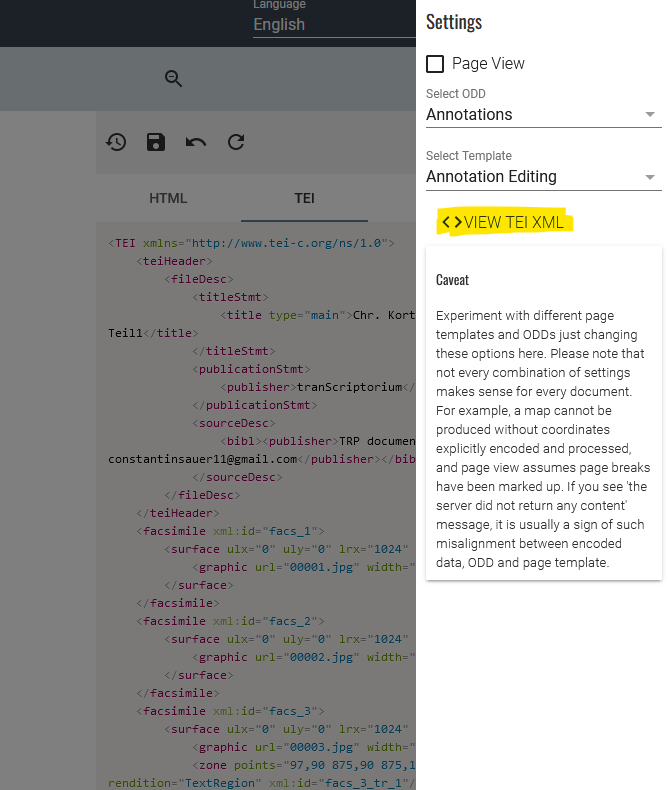 Language
English
HTML
TEI
<TEI xmlns="http://www.tei-c.org/ns/1.0">
<teiHeader>
<fileDesc>
<titleStmt>
<title type="main">Chr. Kort
Teil1</title>
</titleStmt>
<publicationStmt>
<publisher>tranScriptorium</
</publicationStmt>
<sourceDesc>
<bibl><publisher>TRP documen
constantinsauer11@gmail.com</publisher></bib
</sourceDesc>
</fileDesc>
</teiHeader>
<facsimile xml:id="facs_1">
<surface ulx="0" uly="0" lrx="1024"
<graphic url="00001.jpg" width="
</surface>
</facsimile>
<facsimile xml:id="facs_2">
<surface ulx="0" uly="0" lrx="1024"
<graphic url="00002.jpg" width="
</surface>
</facsimile>
<facsimile xml:id="facs_3">
<surface ulx="0" uly="0" lrx="1024"
<graphic url="00003.jpg" width="
<zone points="97,90 875,90 875,1
rendition="TextRegion" xml:id="facs_3_tr_1"/
Settings
Page View
Select ODD
Annotations
Select Template
Annotation Editing
<>VIEW TEI XML
Caveat
Experiment with different page
templates and ODDs just changing
these options here. Please note that
not every combination of settings
makes sense for every document.
For example, a map cannot be
produced without coordinates
explicitly encoded and processed,
and page view assumes page breaks
have been marked up. If you see 'the
server did not return any content'
message, it is usually a sign of such
misalignment between encoded
data, ODD and page template.